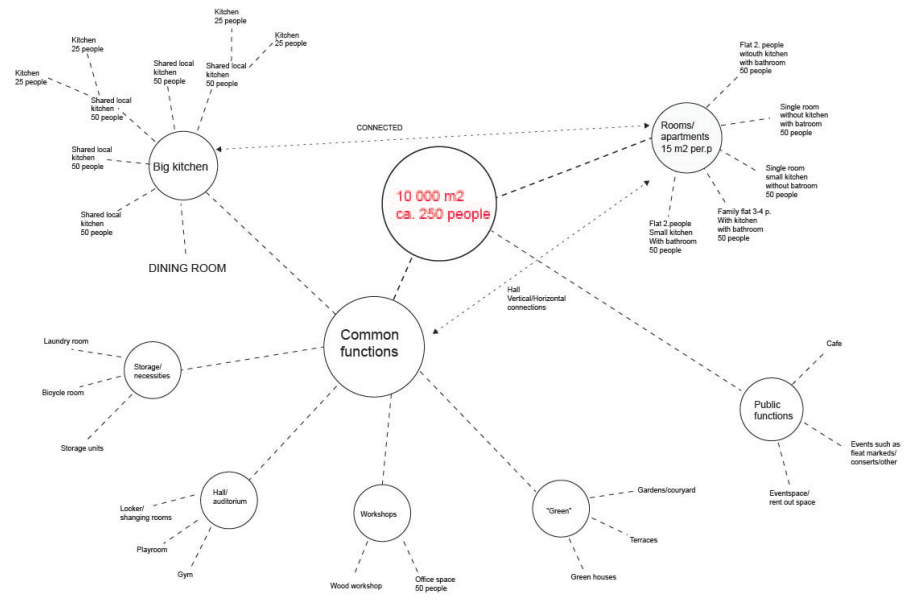 Kitchen
25 people
Kitchen
25 people
Kitchen
25 people
Kitchen
25 people
Shared local
kitchen
50 people
Shared local
kitchen
50 people
Shared local
kitchen
50 people
Shared local
kitchen
50 people
Shared local
kitchen
50 people
Big kitchen
DINING ROOM
CONNECTED
10 000 m2
ca. 250 people
Rooms/
apartments
15 m2 per.p
Flat 2. people
witouth kitchen
with bathroom
50 people
Single room
without kitchen
with batroom
50 people
Single room
small kitchen
without batroom
50 people
Family flat 3-4 p.
With kitchen
with bathroom
50 people
Flat 2.people
Small kitchen
With bathroom
50 people
Hall
Vertical/Horizontal
connections
Common
functions
Laundry room
Storage/
necessities
Bicycle room
Storage units
Cafe
Public
functions
Events such as
fleat markeds/
conserts/other
Eventspace/
rent out space
Hall/
auditorium
Locker/
shanging rooms
Playroom
Gym
Workshops
Wood workshop
Office space
50 people
"Green"
Gardens/couryard
Terraces
Green houses